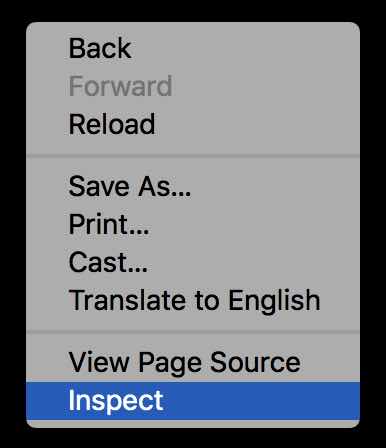 Back
Forward
Reload
Save As...
Print...
Cast...
Translate to English
View Page Source
Inspect